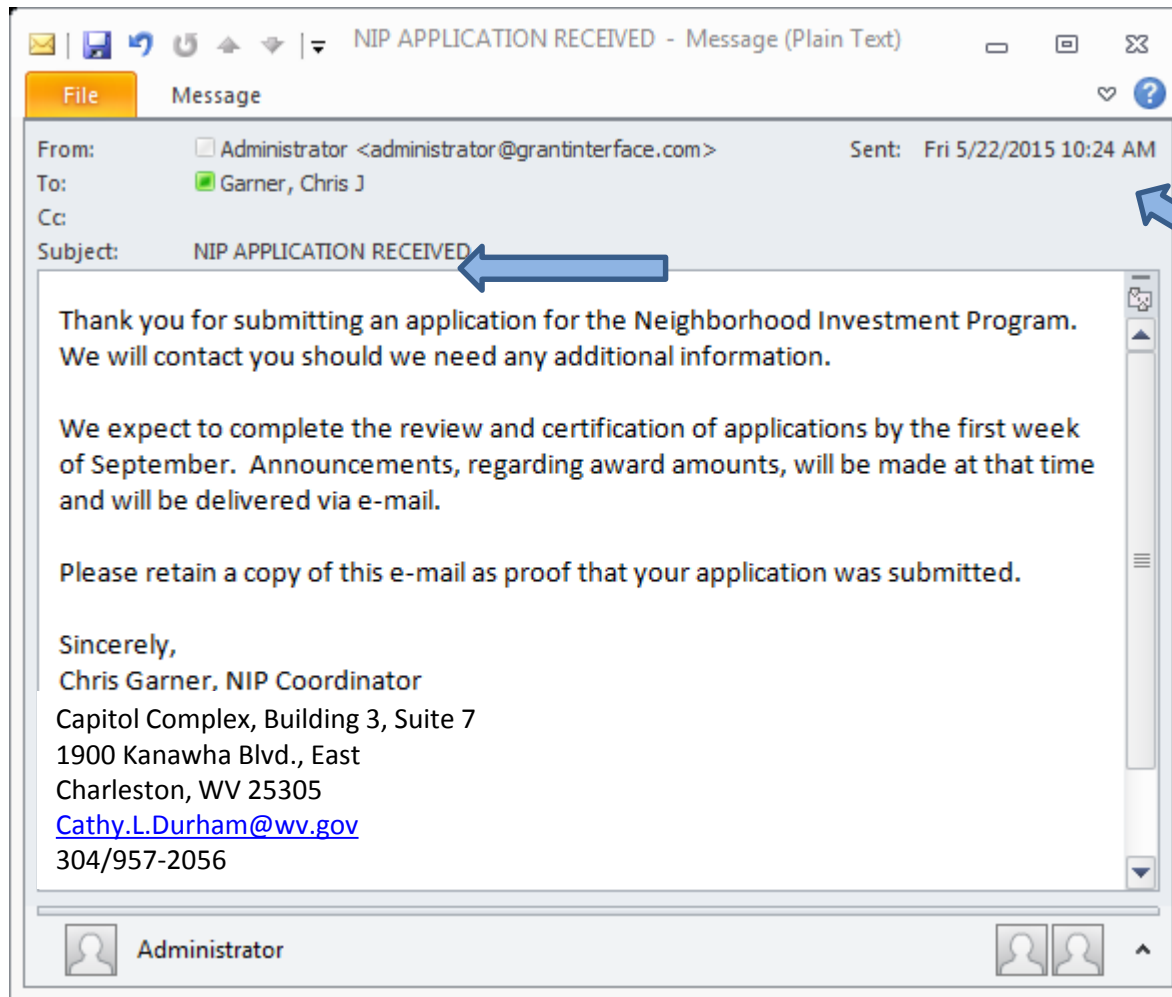 NIP APPLICATION RECEIVED - Message (Plain Text)
File Message
From: Administrator <administrator@grantinterface.com> Sent: Fri 5/22/2015 10:24 AM
To: Garner, Chris J
Cc:
Subject: NIP APPLICATION RECEIVED
Thank you for submitting an application for the Neighborhood Investment Program.
We will contact you should we need any additional information.
We expect to complete the review and certification of applications by the first week
of September.  Announcements, regarding award amounts, will be made at that time
and will be delivered via e-mail.
Please retain a copy of this e-mail as proof that your application was submitted.
Sincerely,
Chris Garner, NIP Coordinator
Capitol Complex, Building 3, Suite 7
1900 Kanawha Blvd., East
Charleston, WV 25305
Cathy.L.Durham@wv.gov
304/957-2056
Administrator